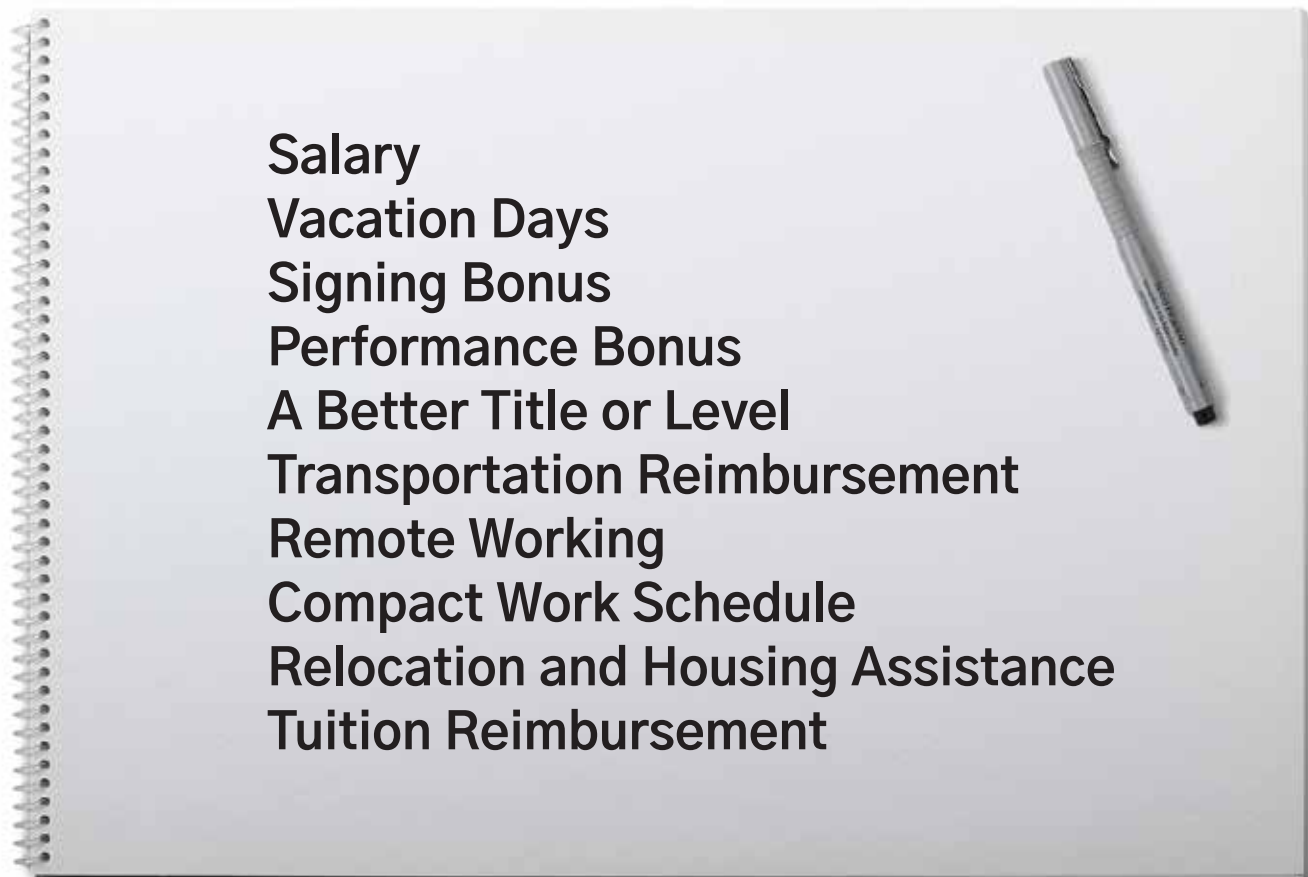 Salary
Vacation Days
Signing Bonus
Performance Bonus
A Better Title or Level
Transportation Reimbursement
Remote Working
Compact Work Schedule
Relocation and Housing Assistance
Tuition Reimbursement